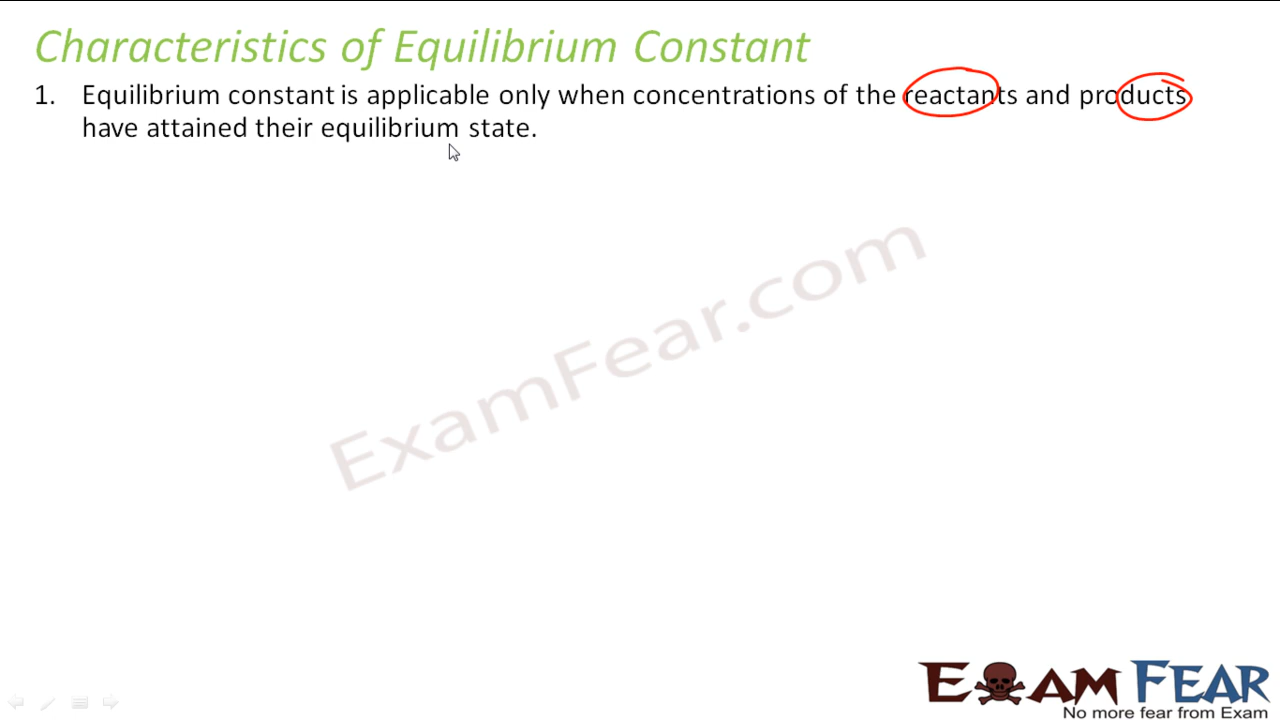 Characteristics of Equilibrium Constant
1. Equilibrium constant is applicable only when concentrations of the reactants and products
have attained their equilibrium state.
ExamFear.com
EXAM FEAR
No more fear from Exam